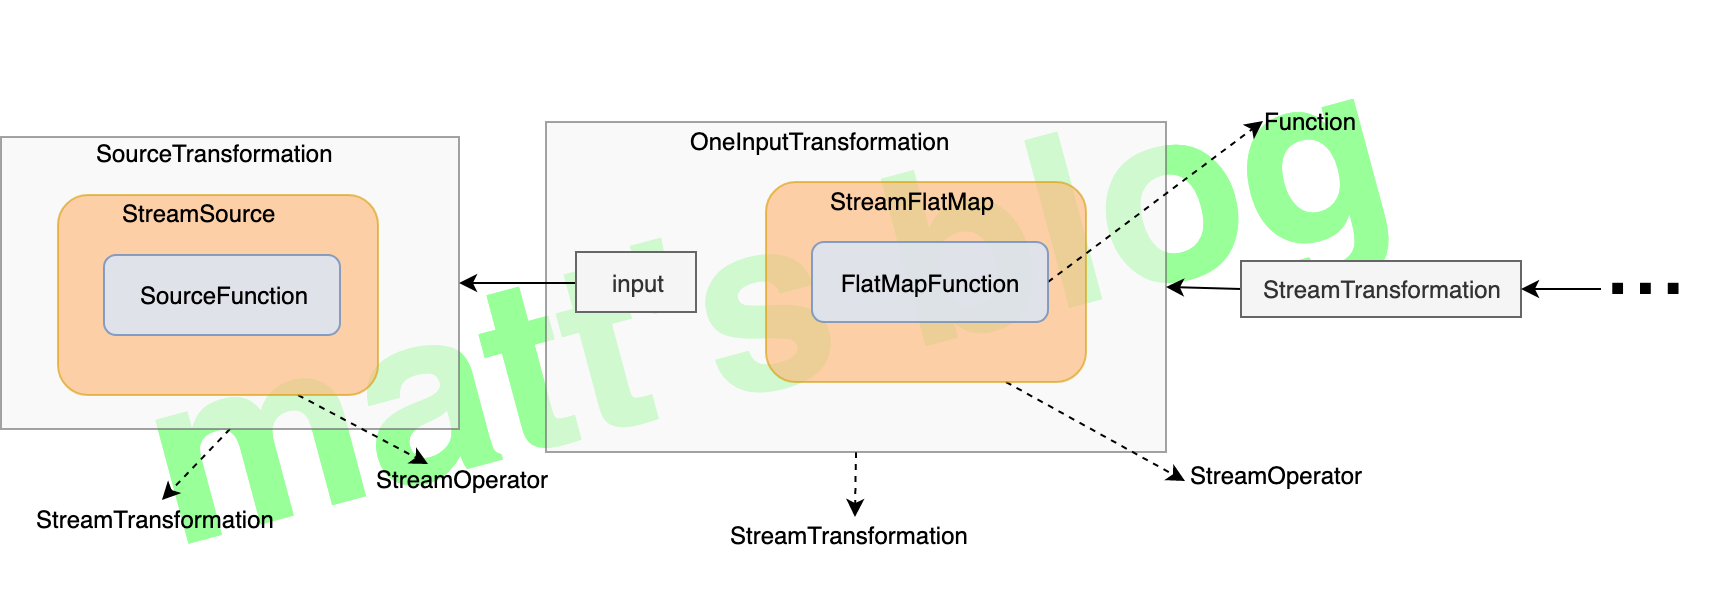 SourceTransformation
StreamSource
SourceFunction
StreamOperator
StreamTransformation
OneInputTransformation
input
StreamFlatMap
FlatMapFunction
Function
StreamOperator
StreamTransformation
StreamTransformation
...
matt's blog